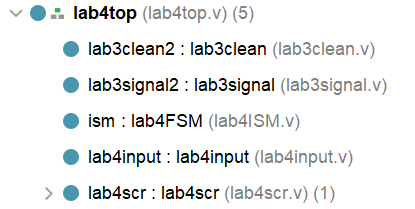 lab4top (lab4top.v) (5)
lab3clean2 : lab3clean (lab3clean.v)
lab3signal2 : lab3signal (lab3signal.v)
ism : lab4FSM (lab4ISM.v)
lab4input : lab4input (lab4input.v)
lab4scr : lab4scr (lab4scr.v) (1)